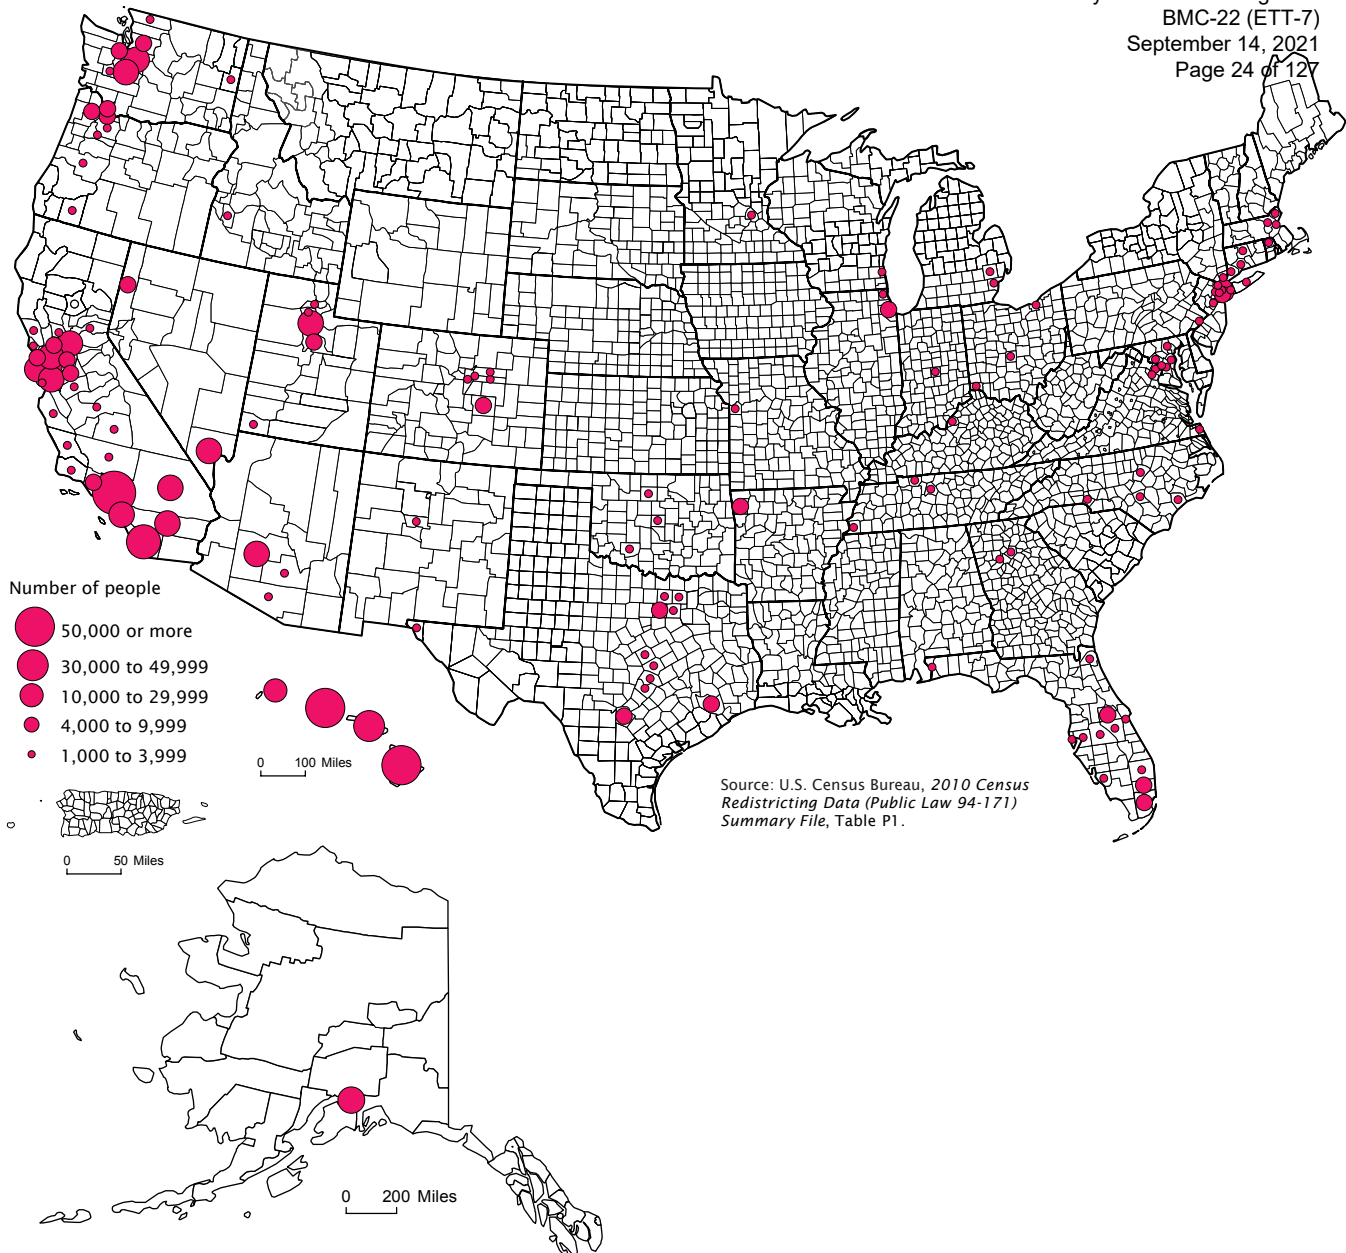 BMC-22 (ETT-7)
September 14, 2021
Page 24 of 127
Number of people
50,000 or more
30,000 to 49,999
10,000 to 29,999
4,000 to 9,999
1,000 to 3,999
0 100 Miles
Source: U.S. Census Bureau, 2010 Census
Redistricting Data (Public Law 94-171)
Summary File, Table P1.
0 50 Miles
0 200 Miles